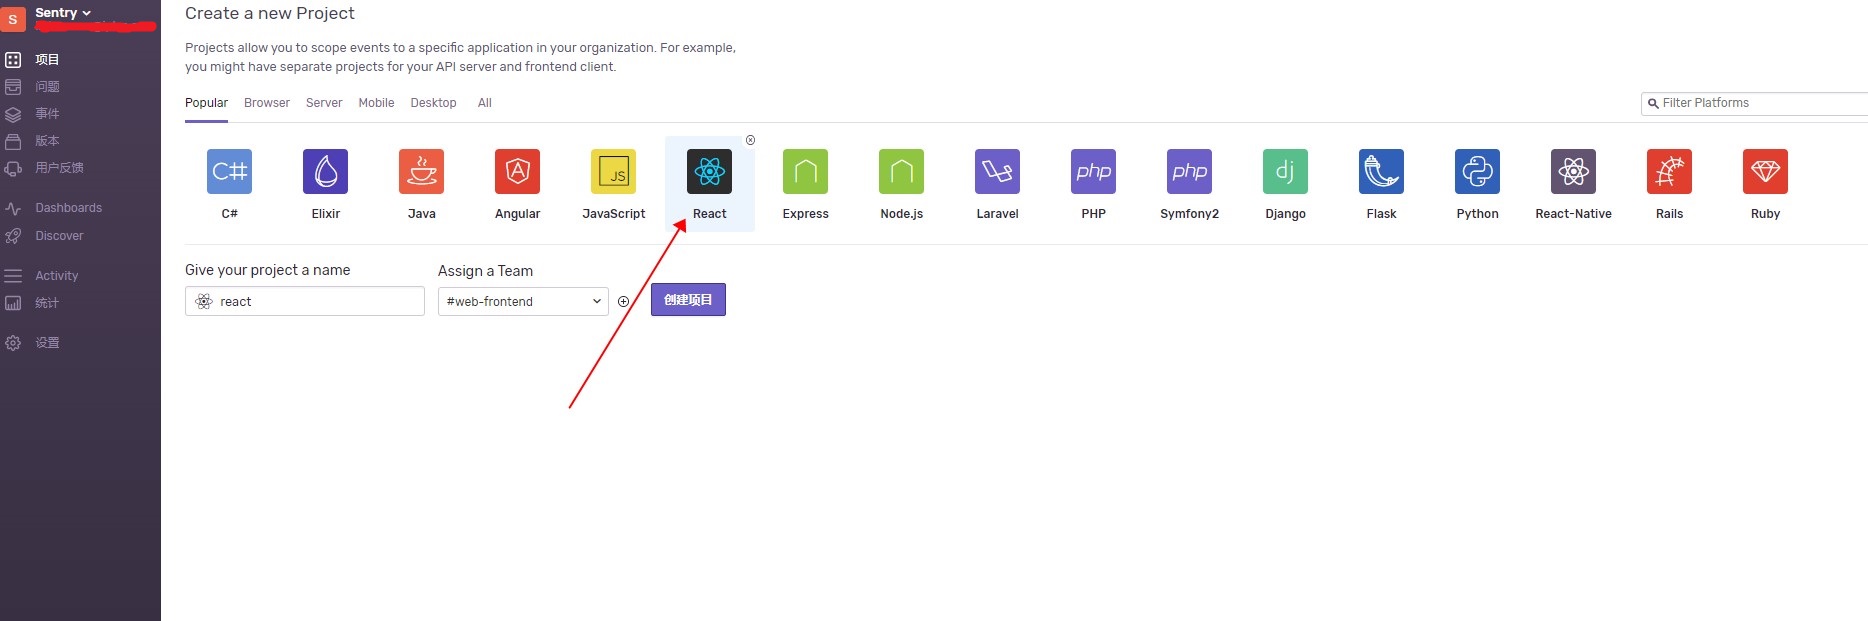 S
Sentry
项目
问题
事件
版本
用户反馈
Dashboards
Discover
Activity
统计
设置
Create a new Project
Projects allow you to scope events to a specific application in your organization. For example,
you might have separate projects for your API server and frontend client.
Popular Browser Server Mobile Desktop All
Filter Platforms
C#
JS
php
php
dj
C# Elixir Java Angular JavaScript React Express Node.js Laravel PHP Symfony2 Django Flask Python React-Native Rails Ruby
Give your project a name
Assign a Team
react
#web-frontend
创建项目